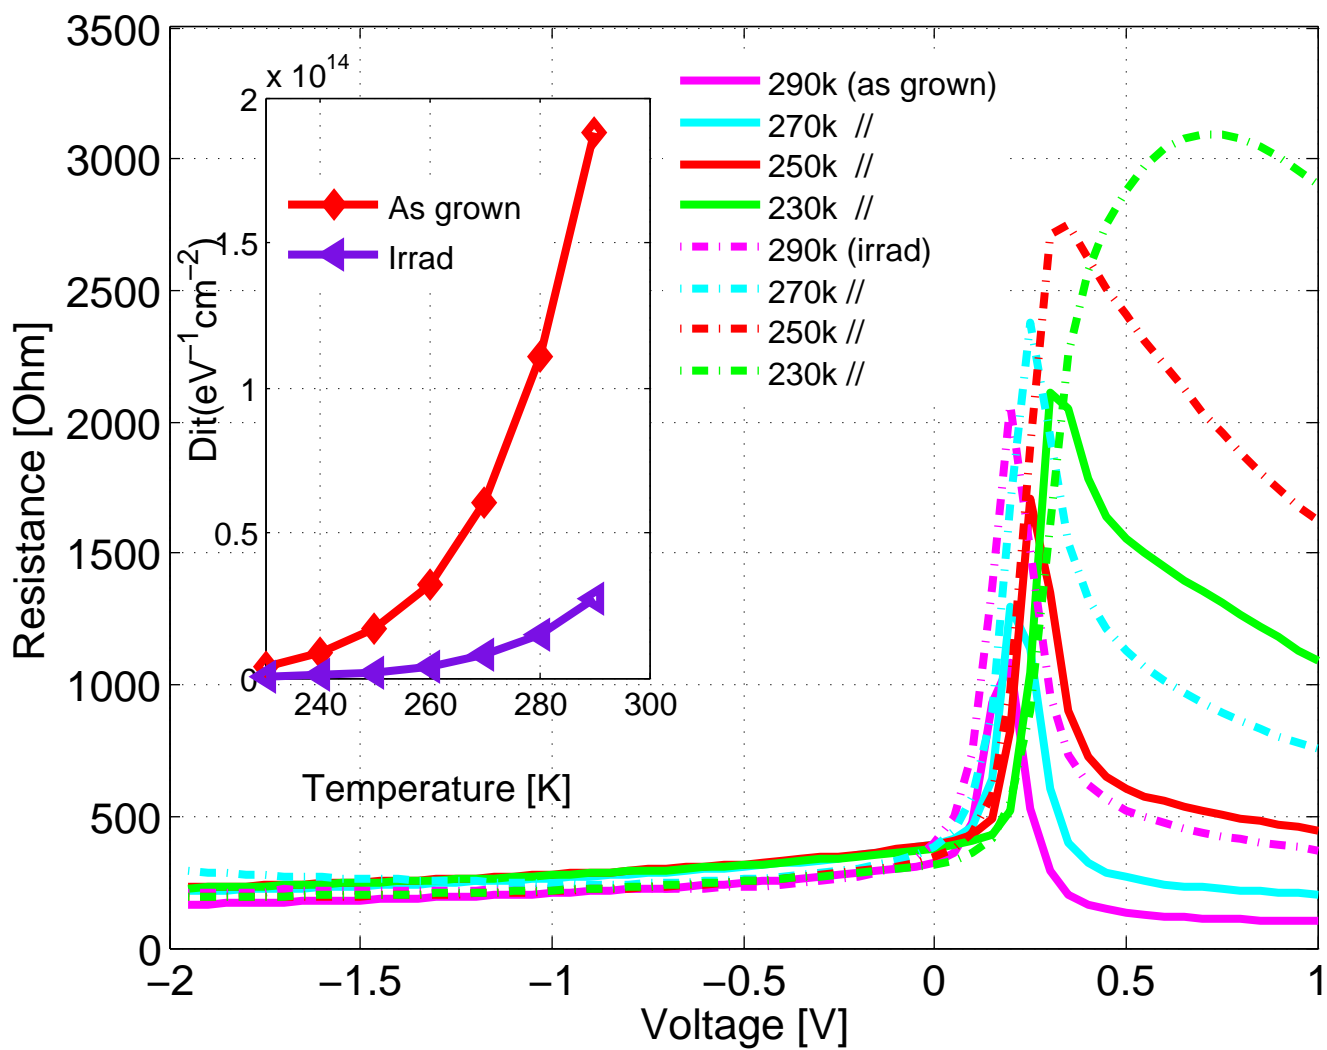 3500
3000
2500
2000
1500
1000
500
0
Resistance [Ohm]
−2
−1.5
−1
−0.5
0
0.5
1
Voltage [V]
x 10^14
2
1.5
1
0.5
0
Dit(eV^−1cm^−2)
240
260
280
300
Temperature [K]
As grown
Irrad
290k (as grown)
270k //
250k //
230k //
290k (irrad)
270k //
250k //
230k //